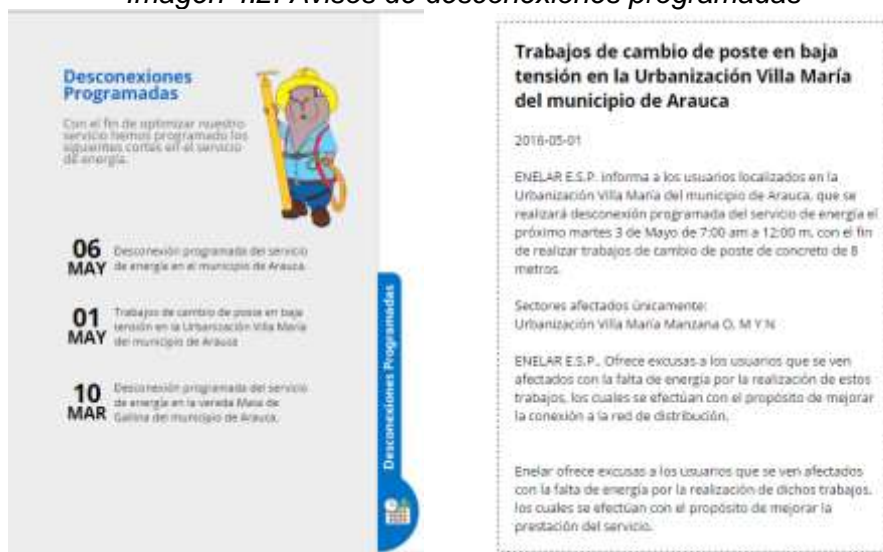 Imagen 4.2. Avisos de desconexiones programadas
Desconexiones
Programadas
Con el fin de optimizar nuestro
servicio hemos programado los
siguientes cortes en el servicio
de energía.
06
MAY
Desconexión programada del servicio
de energía en el municipio de Arauca.
01
MAY
Trabajos de cambio de poste en baja
tensión en la Urbanización Villa María
del municipio de Arauca
10
MAR
Desconexión programada del servicio
de energía en la vereda Mata de
Gallina del municipio de Arauca.
Desconexiones Programadas
Trabajos de cambio de poste en baja
tensión en la Urbanización Villa María
del municipio de Arauca
2016-05-01
ENELAR E.S.P. informa a los usuarios localizados en la
Urbanización Villa María del municipio de Arauca, que se
realizará desconexión programada del servicio de energía el
próximo martes 3 de Mayo de 7:00 am a 12:00 m, con el fin
de realizar trabajos de cambio de poste de concreto de 8
metros.
Sectores afectados únicamente:
Urbanización Villa María Manzana O, M Y N
ENELAR E.S.P., Ofrece excusas a los usuarios que se ven
afectados con la falta de energía por la realización de estos
trabajos, los cuales se efectúan con el propósito de mejorar
la conexión a la red de distribución.
Enelar ofrece excusas a los usuarios que se ven afectados
con la falta de energía por la realización de dichos trabajos,
los cuales se efectúan con el propósito de mejorar la
prestación del servicio.